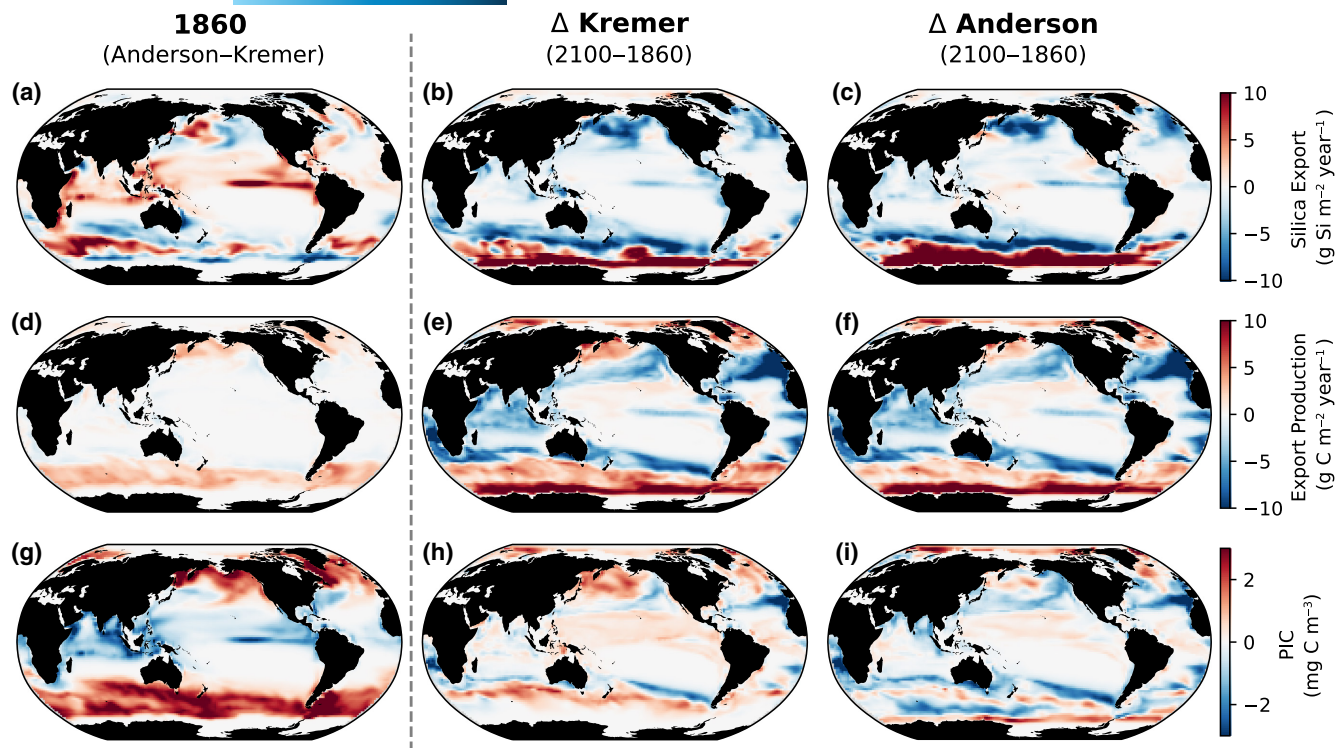 1860
(Anderson–Kremer)
Δ Kremer
(2100–1860)
Δ Anderson
(2100–1860)
(a)
(b)
(c)
10
5
0
−5
−10
Silica Export
(g Si m⁻² year⁻¹)
(d)
(e)
(f)
10
5
0
−5
−10
Export Production
(g C m⁻² year⁻¹)
(g)
(h)
(i)
2
0
−2
PIC
(mg C m⁻³)